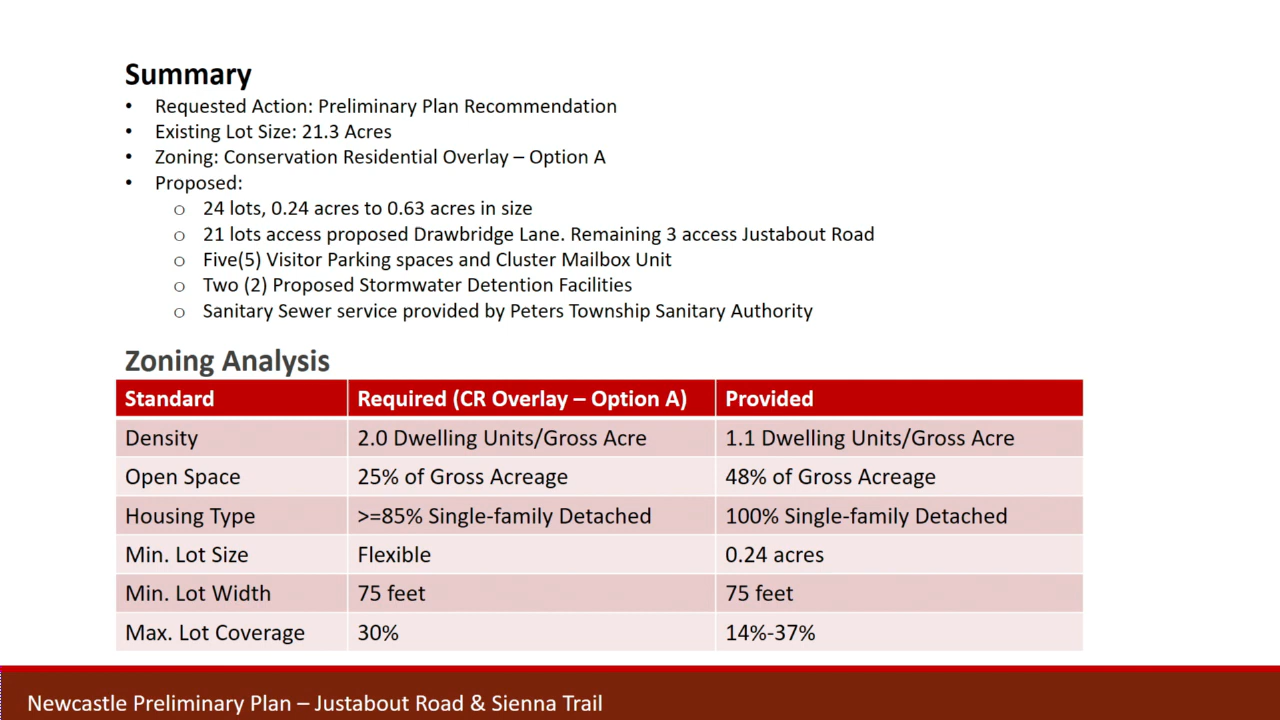 Summary
• Requested Action: Preliminary Plan Recommendation
• Existing Lot Size: 21.3 Acres
• Zoning: Conservation Residential Overlay – Option A
• Proposed:
o 24 lots, 0.24 acres to 0.63 acres in size
o 21 lots access proposed Drawbridge Lane. Remaining 3 access Justabout Road
o Five(5) Visitor Parking spaces and Cluster Mailbox Unit
o Two (2) Proposed Stormwater Detention Facilities
o Sanitary Sewer service provided by Peters Township Sanitary Authority
Zoning Analysis
Standard Required (CR Overlay – Option A) Provided
Density 2.0 Dwelling Units/Gross Acre 1.1 Dwelling Units/Gross Acre
Open Space 25% of Gross Acreage 48% of Gross Acreage
Housing Type >=85% Single-family Detached 100% Single-family Detached
Min. Lot Size Flexible 0.24 acres
Min. Lot Width 75 feet 75 feet
Max. Lot Coverage 30% 14%-37%
Newcastle Preliminary Plan – Justabout Road & Sienna Trail